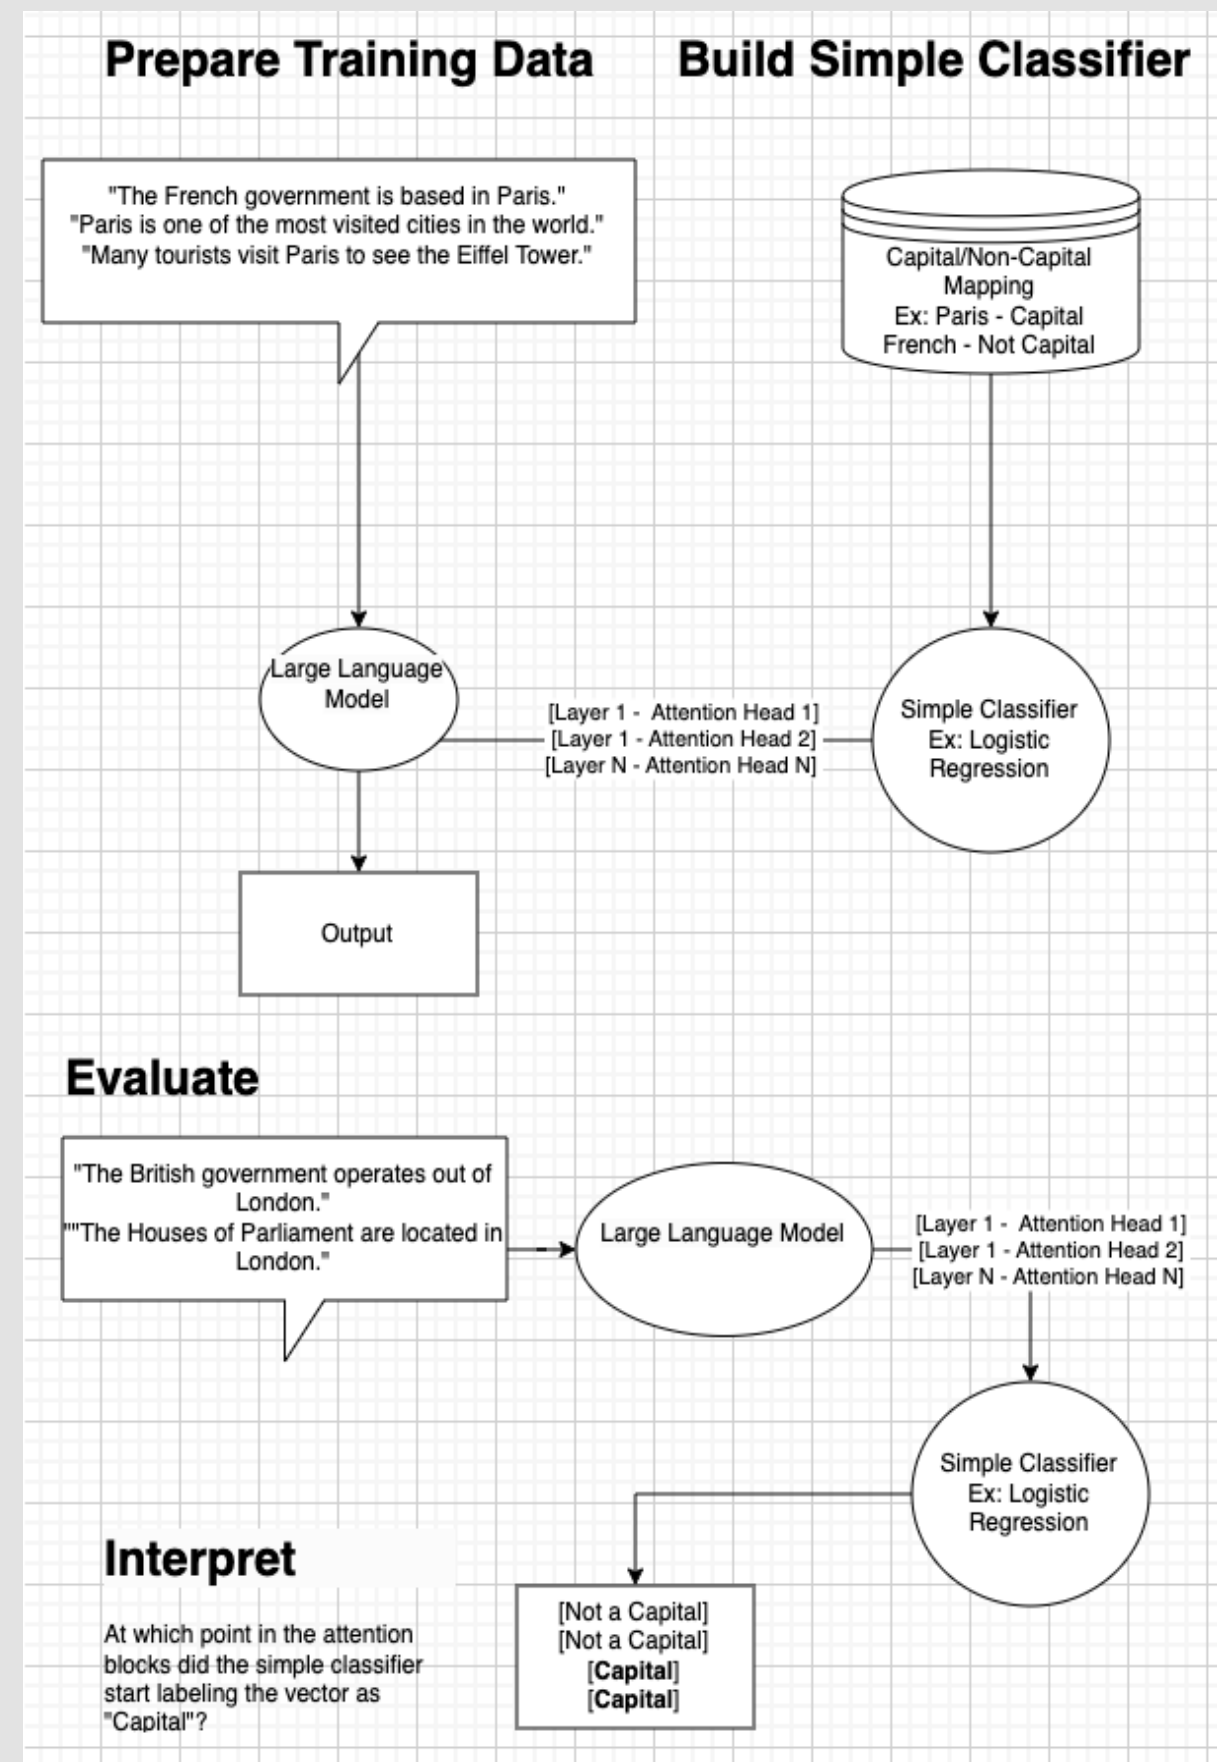 Prepare Training Data
Build Simple Classifier
"The French government is based in Paris."
"Paris is one of the most visited cities in the world."
"Many tourists visit Paris to see the Eiffel Tower."
Capital/Non-Capital
Mapping
Ex: Paris - Capital
French - Not Capital
Large Language
Model
[Layer 1 - Attention Head 1]
[Layer 1 - Attention Head 2]
[Layer N - Attention Head N]
Simple Classifier
Ex: Logistic
Regression
Output
Evaluate
"The British government operates out of
London."
""The Houses of Parliament are located in
London."
Large Language Model
[Layer 1 - Attention Head 1]
[Layer 1 - Attention Head 2]
[Layer N - Attention Head N]
Simple Classifier
Ex: Logistic
Regression
Interpret
At which point in the attention
blocks did the simple classifier
start labeling the vector as
"Capital"?
[Not a Capital]
[Not a Capital]
[Capital]
[Capital]